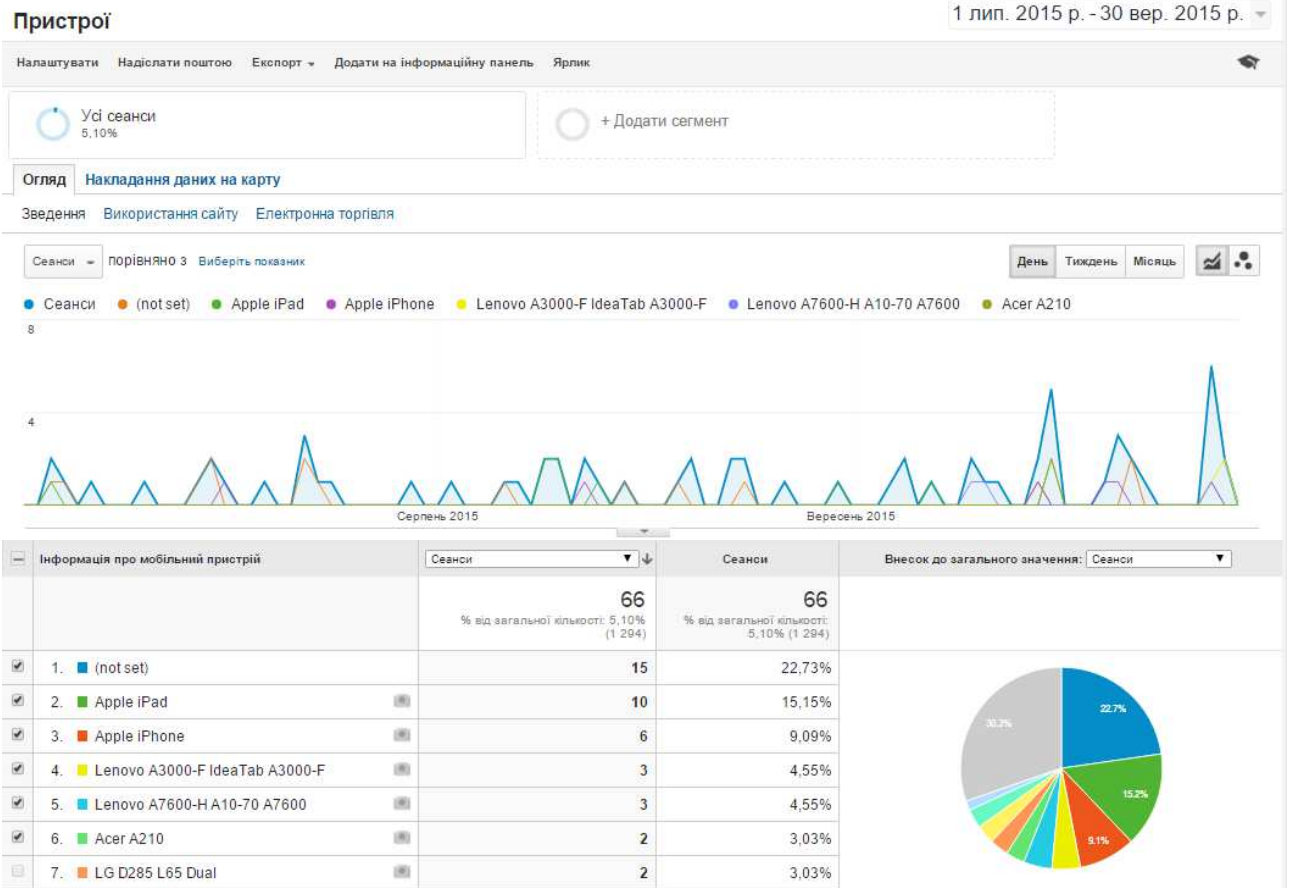 Пристрої
1 лип. 2015 р. - 30 вер. 2015 р.
Налаштувати Надіслати поштою Експорт Додати на інформаційну панель Ярлик
Усі сеанси
5,10%
+ Додати сегмент
Огляд Накладання даних на карту
Зведення Використання сайту Електронна торгівля
Сеанси порівняно з Виберіть показник
День Тиждень Місяць
Сеанси (not set) Apple iPad Apple iPhone Lenovo A3000-F IdeaTab A3000-F Lenovo A7600-H A10-70 A7600 Acer A210
8
4
Серпень 2015 Вересень 2015
Інформація про мобільний пристрій Сеанси Сеанси Внесок до загального значення: Сеанси
66 66
% від загальної кількості: 5,10% (1 294) % від загальної кількості: 5,10% (1 294)
1. (not set) 15 22,73%
2. Apple iPad 10 15,15%
3. Apple iPhone 6 9,09%
4. Lenovo A3000-F IdeaTab A3000-F 3 4,55%
5. Lenovo A7600-H A10-70 A7600 3 4,55%
6. Acer A210 2 3,03%
7. LG D285 L65 Dual 2 3,03%
30.3%
22.7%
15.2%
9.1%